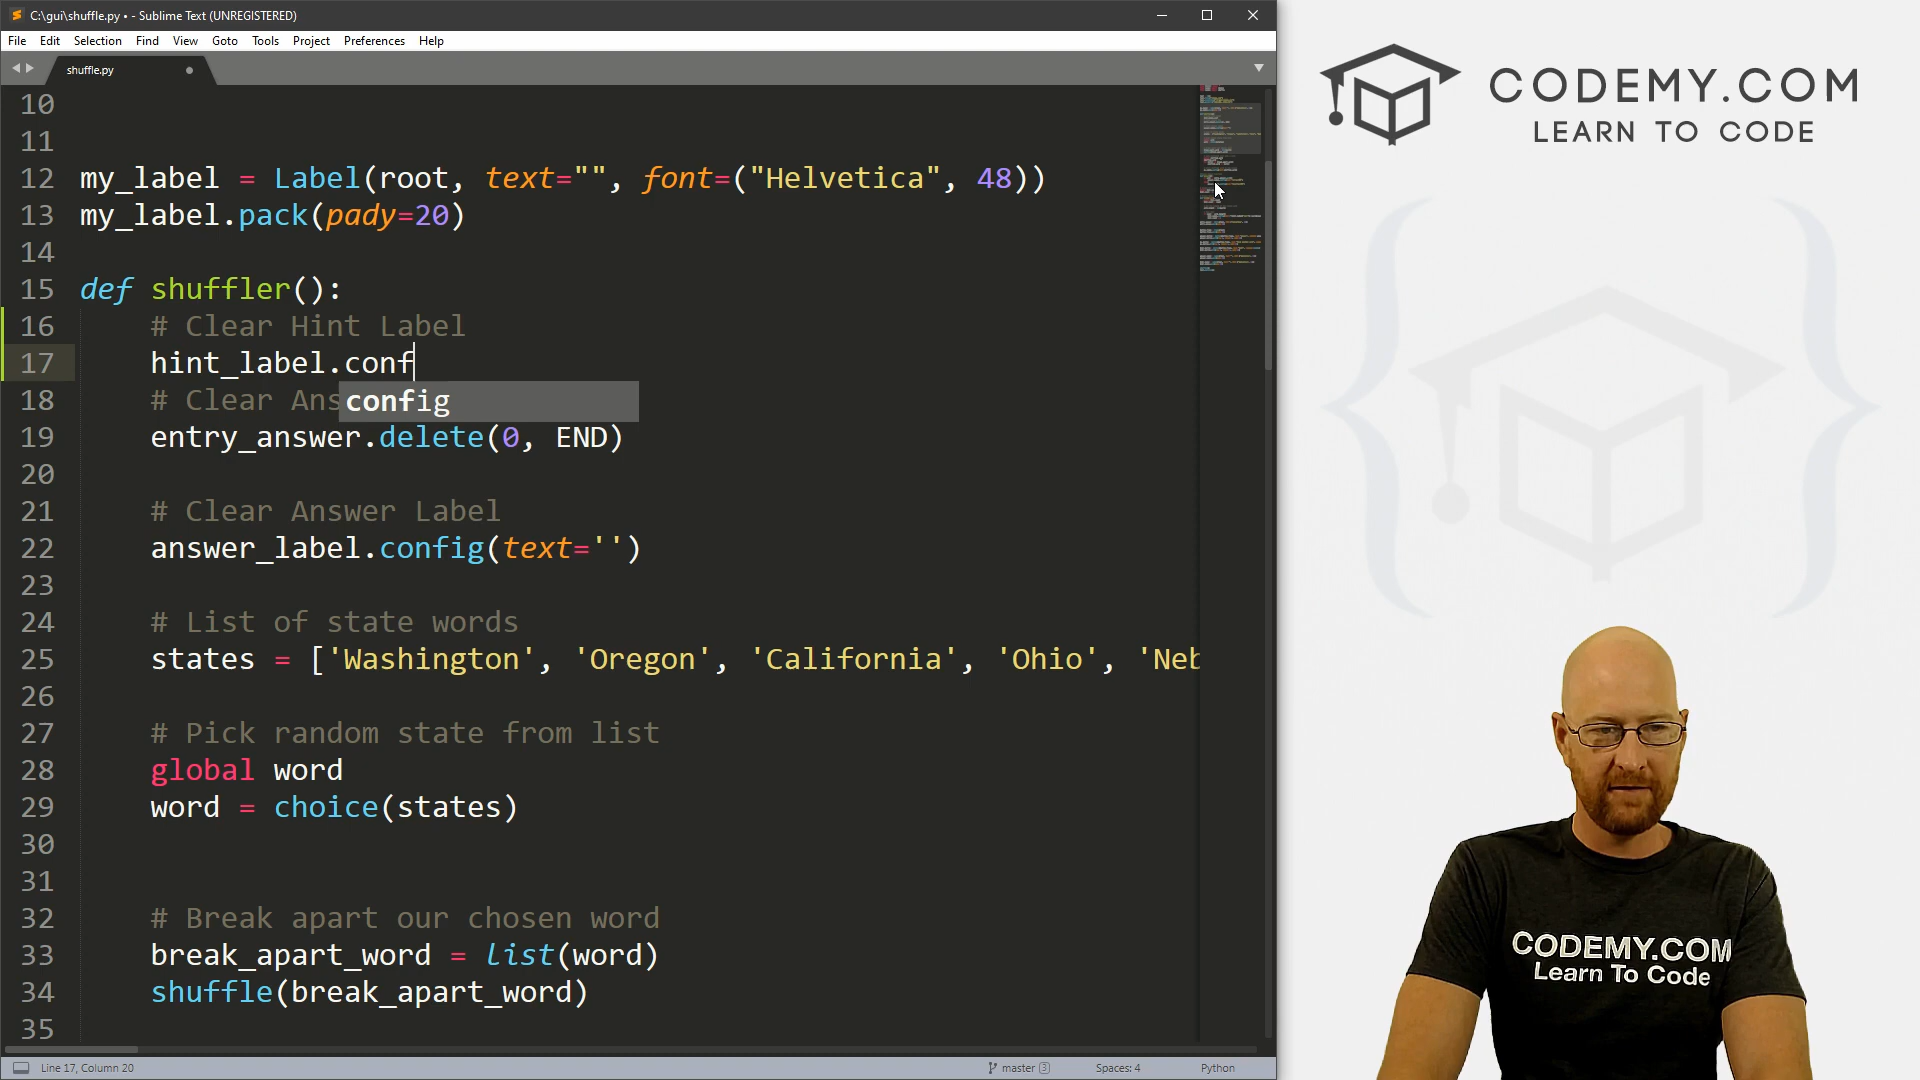 C:\gui\shuffle.py • - Sublime Text (UNREGISTERED)
File Edit Selection Find View Goto Tools Project Preferences Help
shuffle.py
10
11
12 my_label = Label(root, text="", font=("Helvetica", 48))
13 my_label.pack(pady=20)
14
15 def shuffler():
16 # Clear Hint Label
17 hint_label.conf
18 # Clear Ans
config
19 entry_answer.delete(0, END)
20
21 # Clear Answer Label
22 answer_label.config(text='')
23
24 # List of state words
25 states = ['Washington', 'Oregon', 'California', 'Ohio', 'Neb
26
27 # Pick random state from list
28 global word
29 word = choice(states)
30
31
32 # Break apart our chosen word
33 break_apart_word = list(word)
34 shuffle(break_apart_word)
35
Line 17, Column 20
master 3
Spaces: 4
Python
CODEMY.COM
LEARN TO CODE
CODEMY.COM
Learn To Code